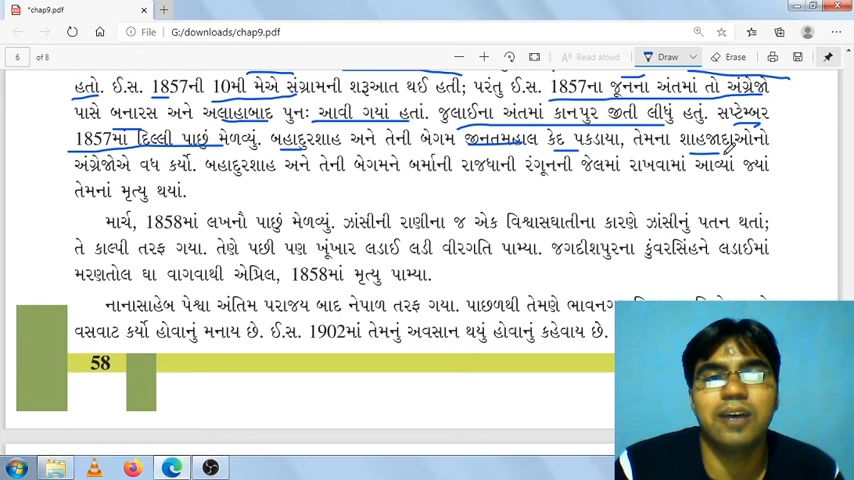 *chap9.pdf
File
G:/downloads/chap9.pdf
6 of 8
Read aloud
Draw
Erase
હતો. ઈ.સ. 1857ની 10મી મેએ સંગ્રામની શરૂઆત થઈ હતી; પરંતુ ઈ.સ. 1857ના જૂનના અંતમાં તો અંગ્રેજો
પાસે બનારસ અને અલાહાબાદ પુનઃ આવી ગયાં હતાં. જુલાઈના અંતમાં કાનપુર જીતી લીધું હતું. સપ્ટેમ્બર
1857માં દિલ્લી પાછું મેળવ્યું. બહાદુરશાહ અને તેની બેગમ જીનતમહાલ કેદ પકડાયા, તેમના શાહજાદાઓનો
અંગ્રેજોએ વધ કર્યો. બહાદુરશાહ અને તેની બેગમને બર્માની રાજધાની રંગૂનની જેલમાં રાખવામાં આવ્યાં જ્યાં
તેમનાં મૃત્યુ થયાં.
માર્ચ, 1858માં લખનૌ પાછું મેળવ્યું. ઝાંસીની રાણીના જ એક વિશ્વાસઘાતીના કારણે ઝાંસીનું પતન થતાં;
તે કાલ્પી તરફ ગયા. તેણે પછી પણ ખૂંખાર લડાઈ લડી વીરગતિ પામ્યા. જગદીશપુરના કુંવરસિંહને લડાઈમાં
મરણતોલ ઘા વાગવાથી એપ્રિલ, 1858માં મૃત્યુ પામ્યા.
નાનાસાહેબ પેશ્વા અંતિમ પરાજય બાદ નેપાળ તરફ ગયા. પાછળથી તેમણે
વસવાટ કર્યો હોવાનું મનાય છે. ઈ.સ. 1902માં તેમનું અવસાન થયું હોવાનું કહેવાય છે.
58